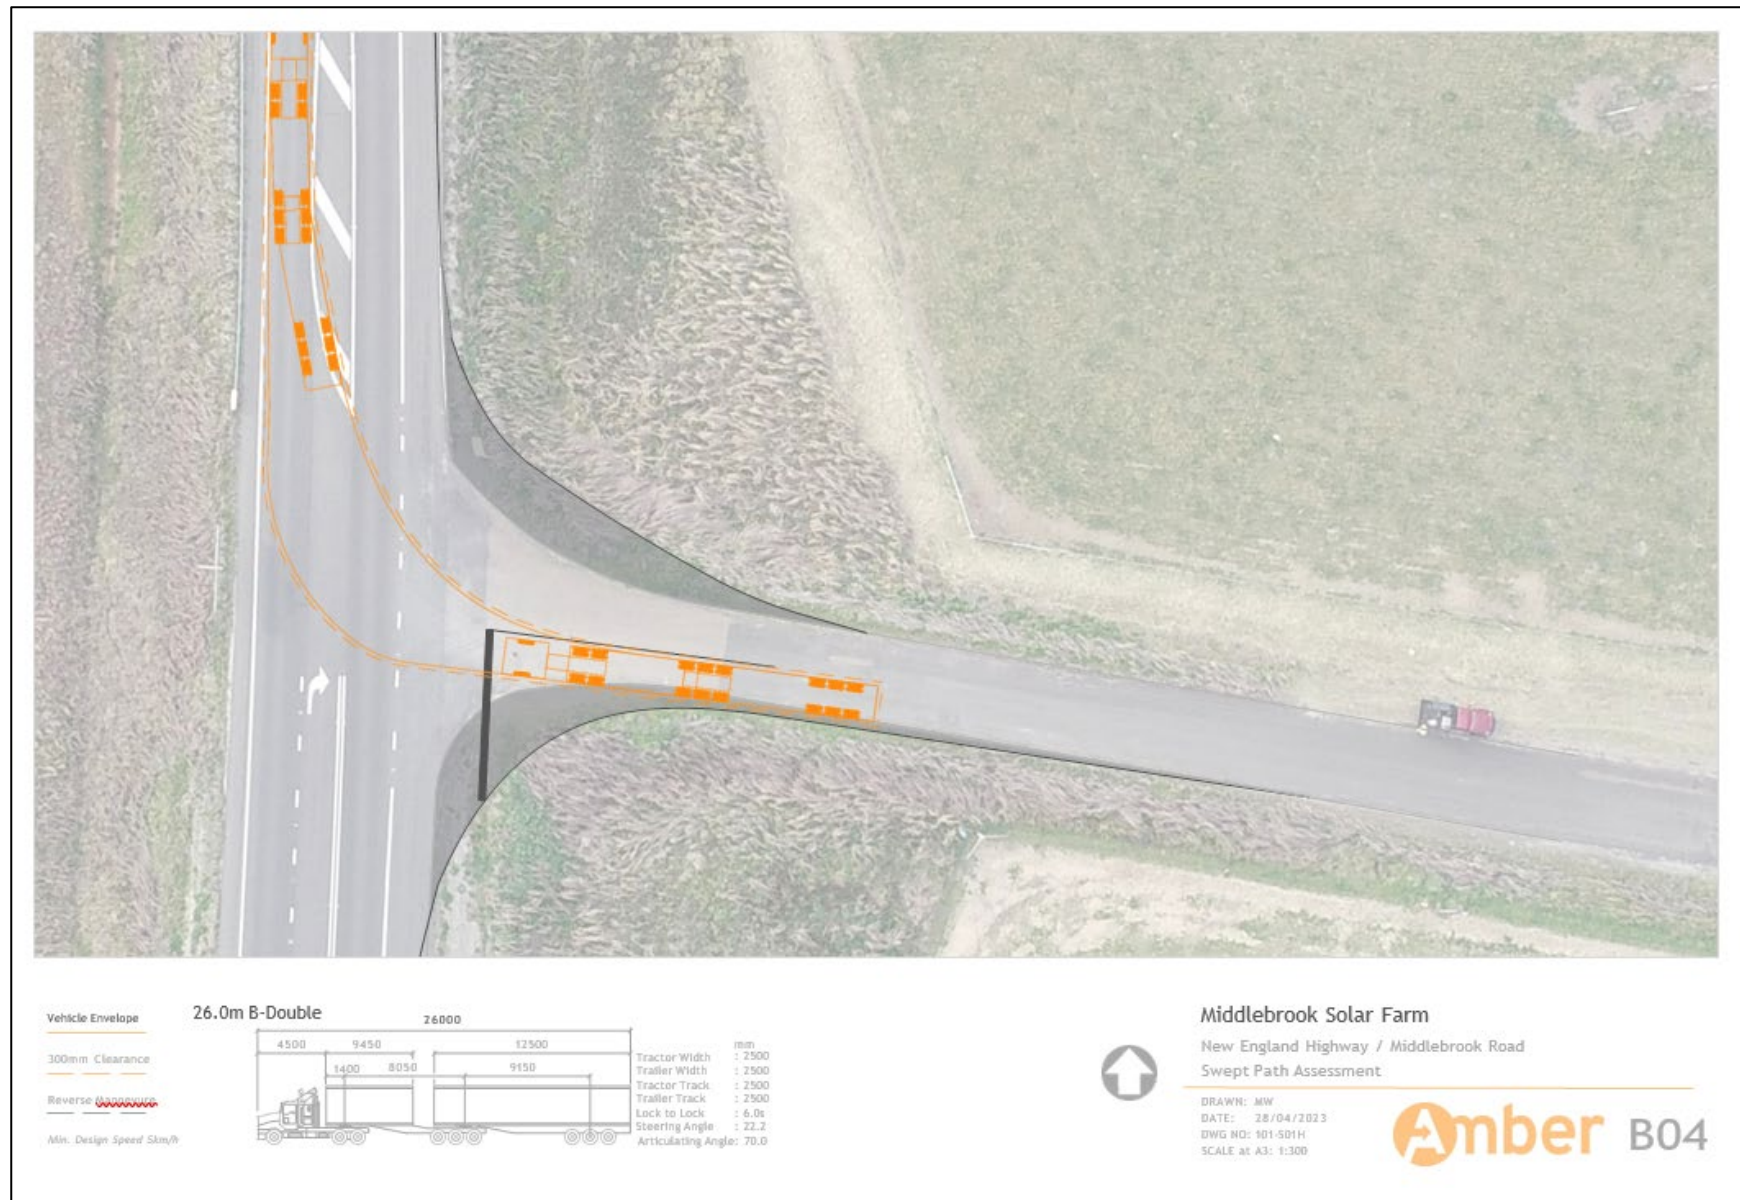 Vehicle Envelope
300mm Clearance
Reverse Mannevure
Min. Design Speed 5km/h
26.0m B-Double
26000
4500 9450 12500
1400 8050 9150
mm
Tractor Width : 2500
Trailer Width : 2500
Tractor Track : 2500
Trailer Track : 2500
Lock to Lock : 6.0s
Steering Angle : 22.2
Articulating Angle: 70.0
Middlebrook Solar Farm
New England Highway / Middlebrook Road
Swept Path Assessment
DRAWN: MW
DATE: 28/04/2023
DWG NO: 101-S01H
SCALE at A3: 1:300
Amber B04